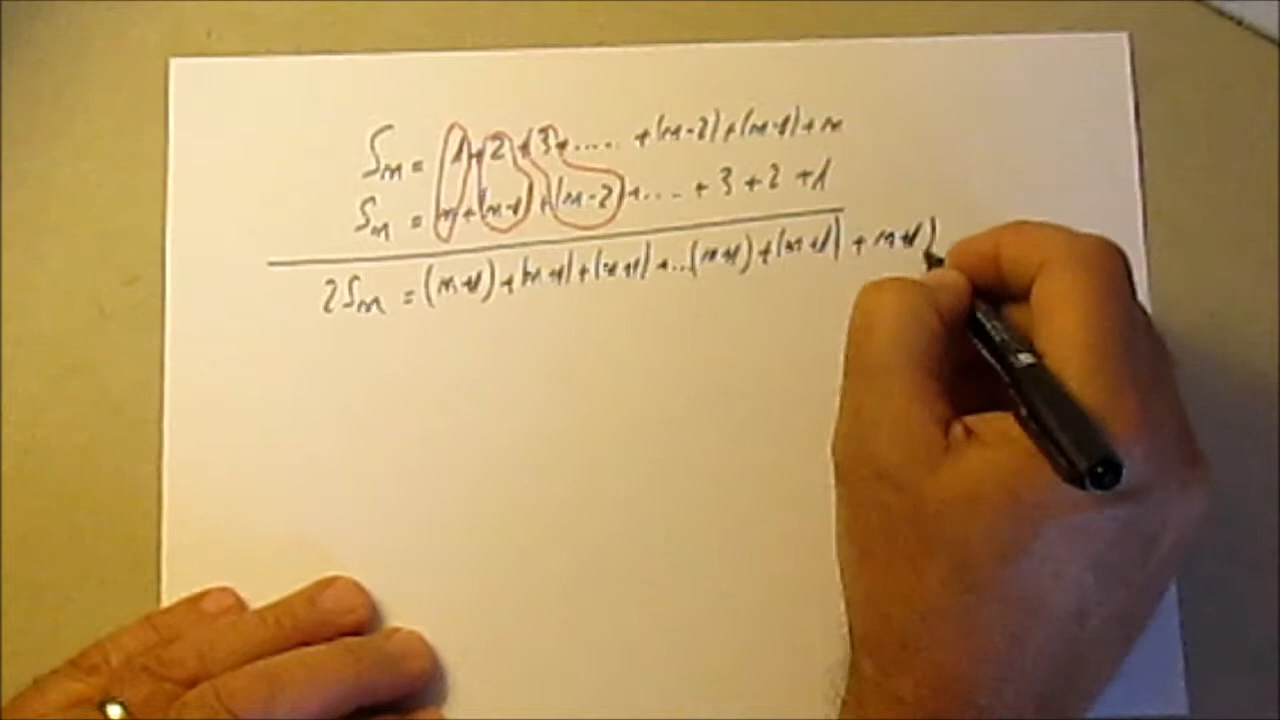 Sn = 1 + 2 + 3 + ..... + (n-2) + (n-1) + n
Sn = n + (n-1) + (n-2) + .... + 3 + 2 + 1
2Sn = (n+1) + (n+1) + (n+1) + ..(n+1) + (n+1) + n+1)